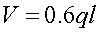 V = 0.6ql